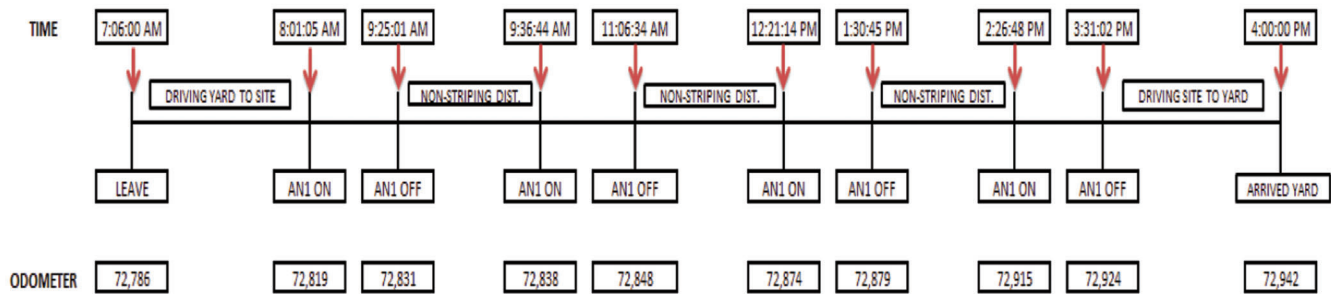 TIME 7:06:00 AM 8:01:05 AM 9:25:01 AM 9:36:44 AM 11:06:34 AM 12:21:14 PM 1:30:45 PM 2:26:48 PM 3:31:02 PM 4:00:00 PM
DRIVING YARD TO SITE NON-STRIPING DIST. NON-STRIPING DIST. NON-STRIPING DIST. DRIVING SITE TO YARD
LEAVE AN1 ON AN1 OFF AN1 ON AN1 OFF AN1 ON AN1 OFF AN1 ON AN1 OFF ARRIVED YARD
ODOMETER 72,786 72,819 72,831 72,838 72,848 72,874 72,879 72,915 72,924 72,942